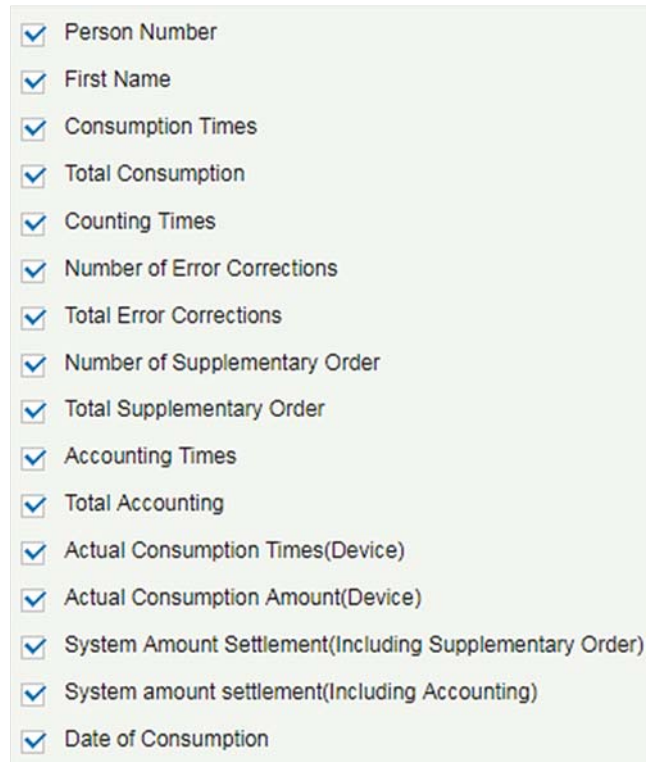 Person Number
First Name
Consumption Times
Total Consumption
Counting Times
Number of Error Corrections
Total Error Corrections
Number of Supplementary Order
Total Supplementary Order
Accounting Times
Total Accounting
Actual Consumption Times(Device)
Actual Consumption Amount(Device)
System Amount Settlement(Including Supplementary Order)
System amount settlement(Including Accounting)
Date of Consumption